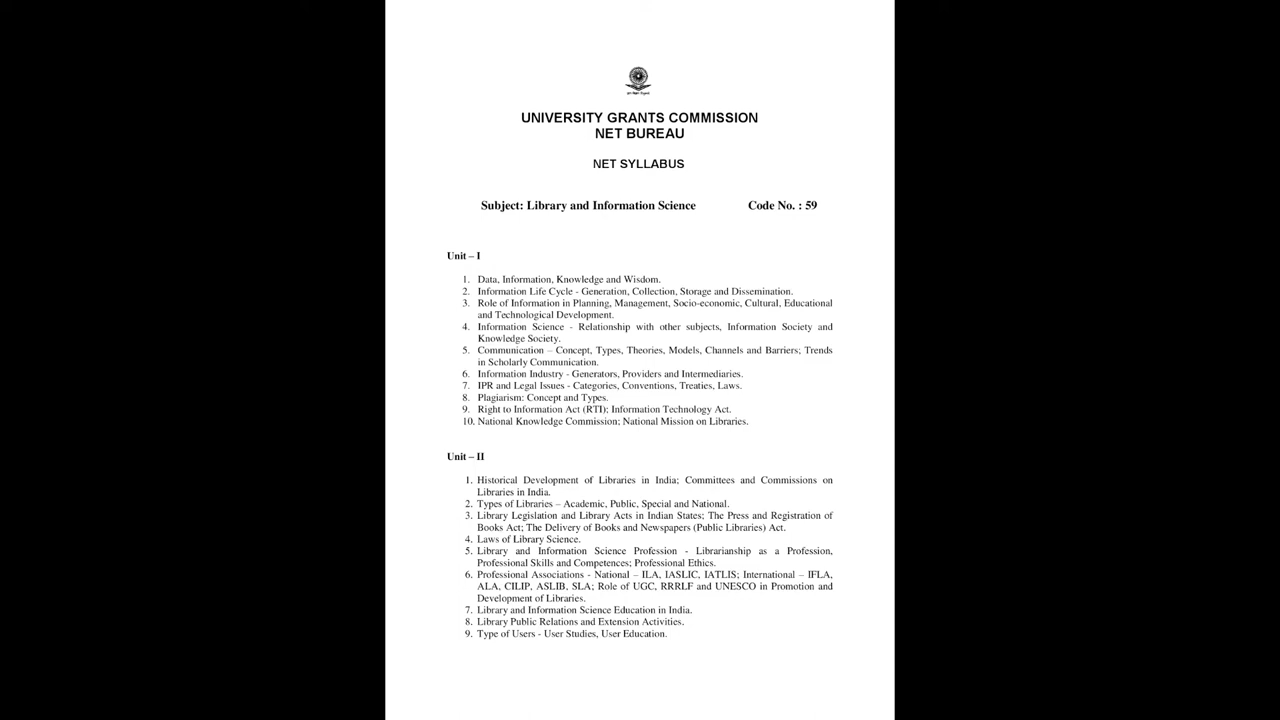 UNIVERSITY GRANTS COMMISSION
NET BUREAU
NET SYLLABUS
Subject: Library and Information Science Code No. : 59
Unit – I
1. Data, Information, Knowledge and Wisdom.
2. Information Life Cycle - Generation, Collection, Storage and Dissemination.
3. Role of Information in Planning, Management, Socio-economic, Cultural, Educational
and Technological Development.
4. Information Science - Relationship with other subjects, Information Society and
Knowledge Society.
5. Communication – Concept, Types, Theories, Models, Channels and Barriers; Trends
in Scholarly Communication.
6. Information Industry - Generators, Providers and Intermediaries.
7. IPR and Legal Issues - Categories, Conventions, Treaties, Laws.
8. Plagiarism: Concept and Types.
9. Right to Information Act (RTI); Information Technology Act.
10. National Knowledge Commission; National Mission on Libraries.
Unit – II
1. Historical Development of Libraries in India; Committees and Commissions on
Libraries in India.
2. Types of Libraries – Academic, Public, Special and National.
3. Library Legislation and Library Acts in Indian States; The Press and Registration of
Books Act; The Delivery of Books and Newspapers (Public Libraries) Act.
4. Laws of Library Science.
5. Library and Information Science Profession - Librarianship as a Profession,
Professional Skills and Competences; Professional Ethics.
6. Professional Associations - National – ILA, IASLIC, IATLIS; International – IFLA,
ALA, CILIP, ASLIB, SLA; Role of UGC, RRRLF and UNESCO in Promotion and
Development of Libraries.
7. Library and Information Science Education in India.
8. Library Public Relations and Extension Activities.
9. Type of Users - User Studies, User Education.